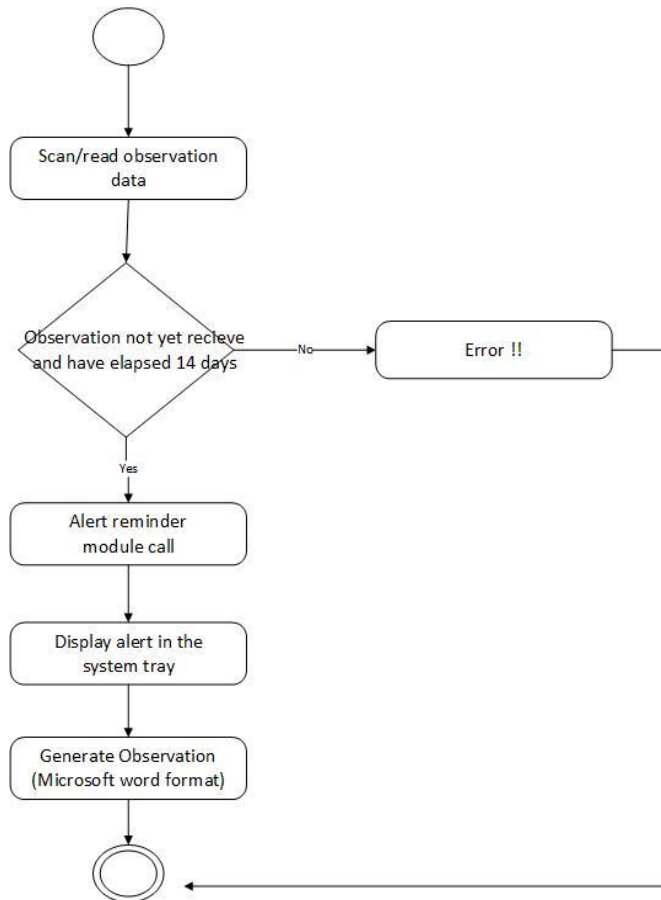 Scan/read observation
data
Observation not yet recieve
and have elapsed 14 days
No
Error !!
Yes
Alert reminder
module call
Display alert in the
system tray
Generate Observation
(Microsoft word format)